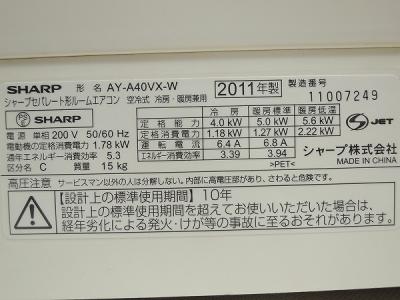 SHARP 形名 AY-A40VX-W 2011年製 製造番号
シャープセパレート形ルームエアコン 空冷式 冷房・暖房兼用 11007249
SHARP
冷房 暖房標準 暖房低温
定格能力 4.0 kW 5.0 kW 5.6 kW
定格消費電力 1.18 kW 1.27 kW 2.22 kW
運転電流 6.4 A 6.8 A
エネルギー消費効率 3.39 3.94
電源 単相 200 V 50/60 Hz
電動機の定格消費電力 1.78 kW
通年エネルギー消費効率 5.3
区分名 C 質量 15 kg
>PET<
S JET
シャープ株式会社
MADE IN CHINA
高圧注意 サービスマン以外の人は分解しない。内部に高電圧部があり、さわると危険です。
【設計上の標準使用期間】10年
設計上の標準使用期間を超えてお使いいただいた場合は、
経年劣化による発火・けが等の事故に至るおそれがあります。